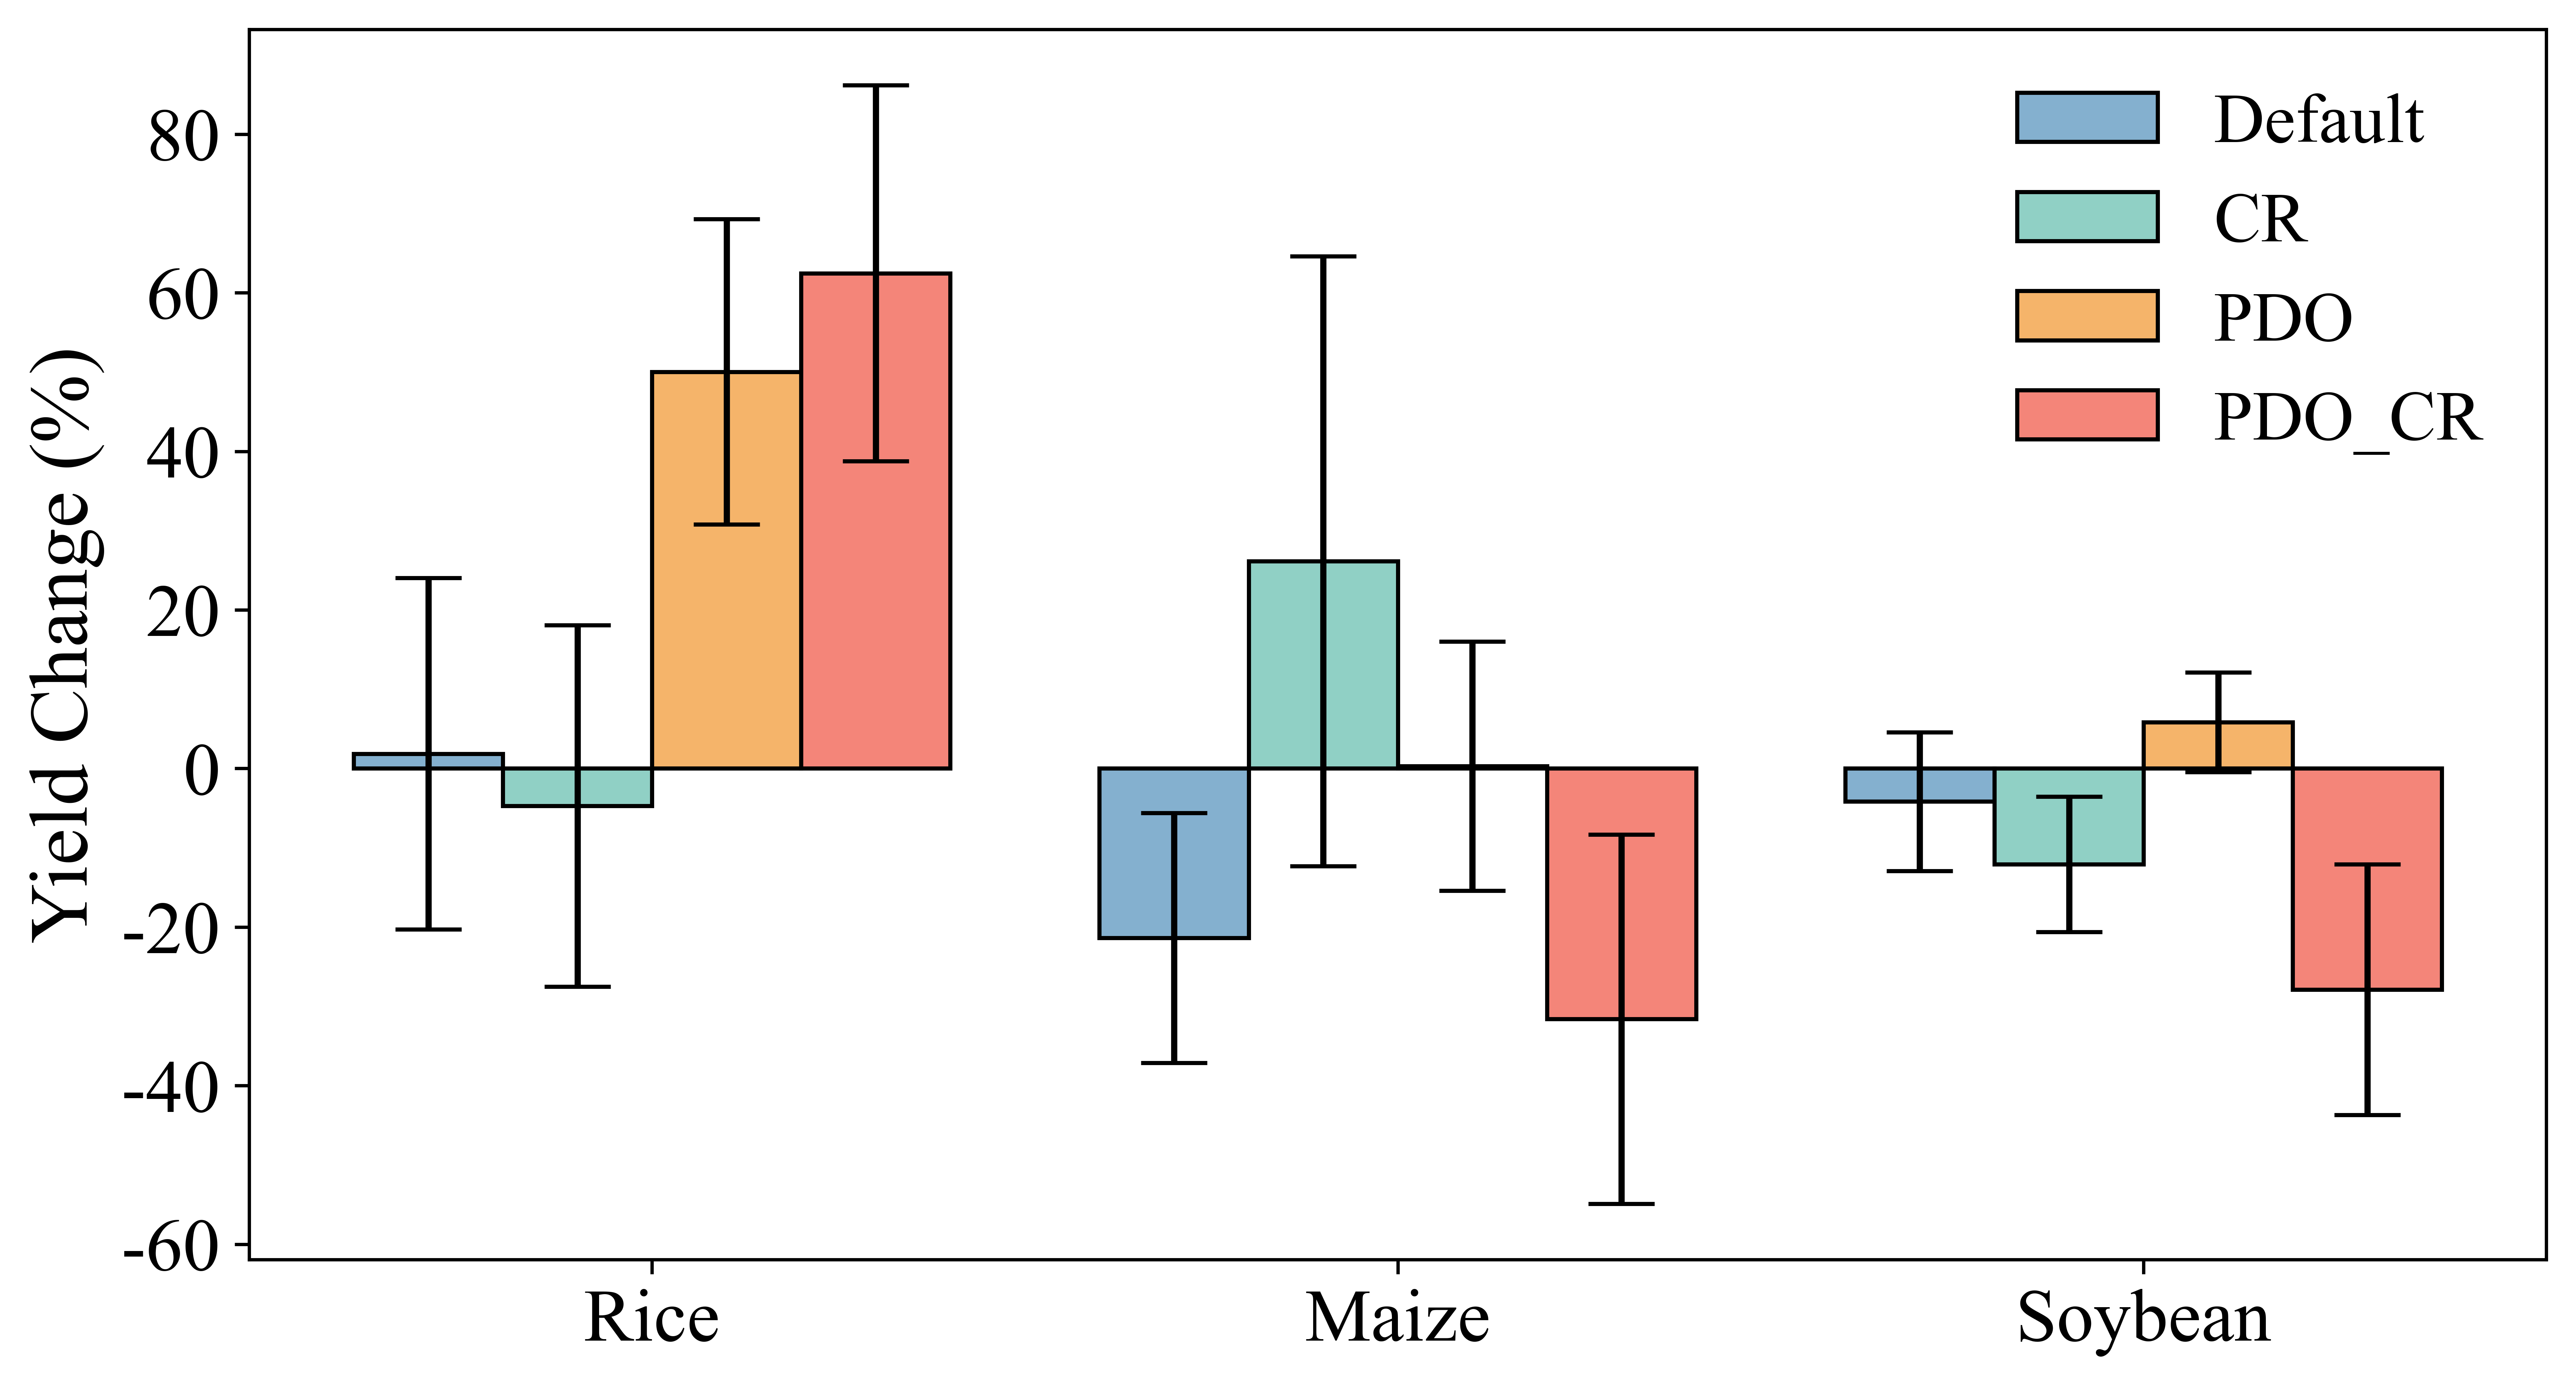 Yield Change (%)
80
60
40
20
0
-20
-40
-60
Default
CR
PDO
PDO_CR
Rice
Maize
Soybean